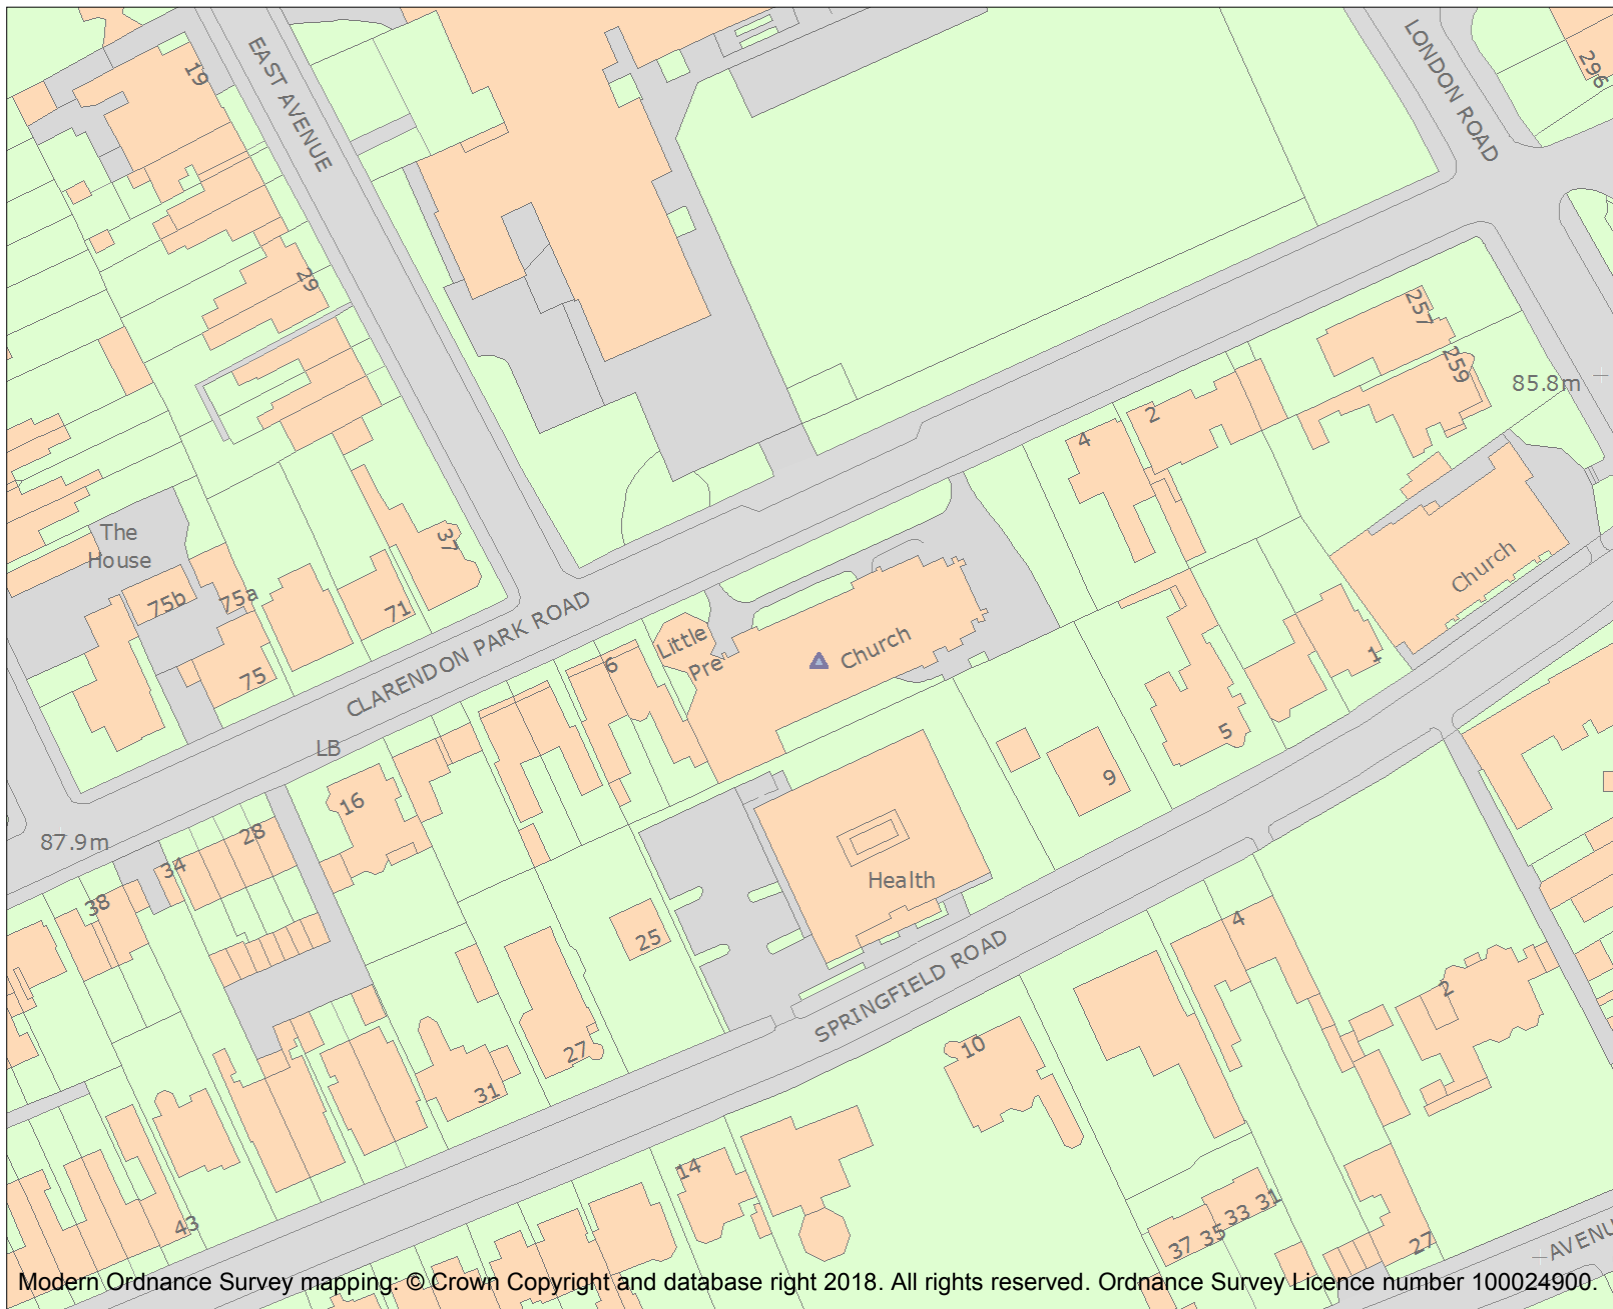 19
EAST AVENUE
LONDON ROAD
296
29
257
259
85.8m
2
4
The
House
37
75b
75a
71
Church
CLARENDON PARK ROAD
Little
Pre
Church
6
75
1
5
LB
16
9
87.9m
28
34
38
Health
25
4
SPRINGFIELD ROAD
2
27
10
31
14
43
31
33
35
37
27
AVENU
Modern Ordnance Survey mapping: © Crown Copyright and database right 2018. All rights reserved. Ordnance Survey Licence number 100024900.